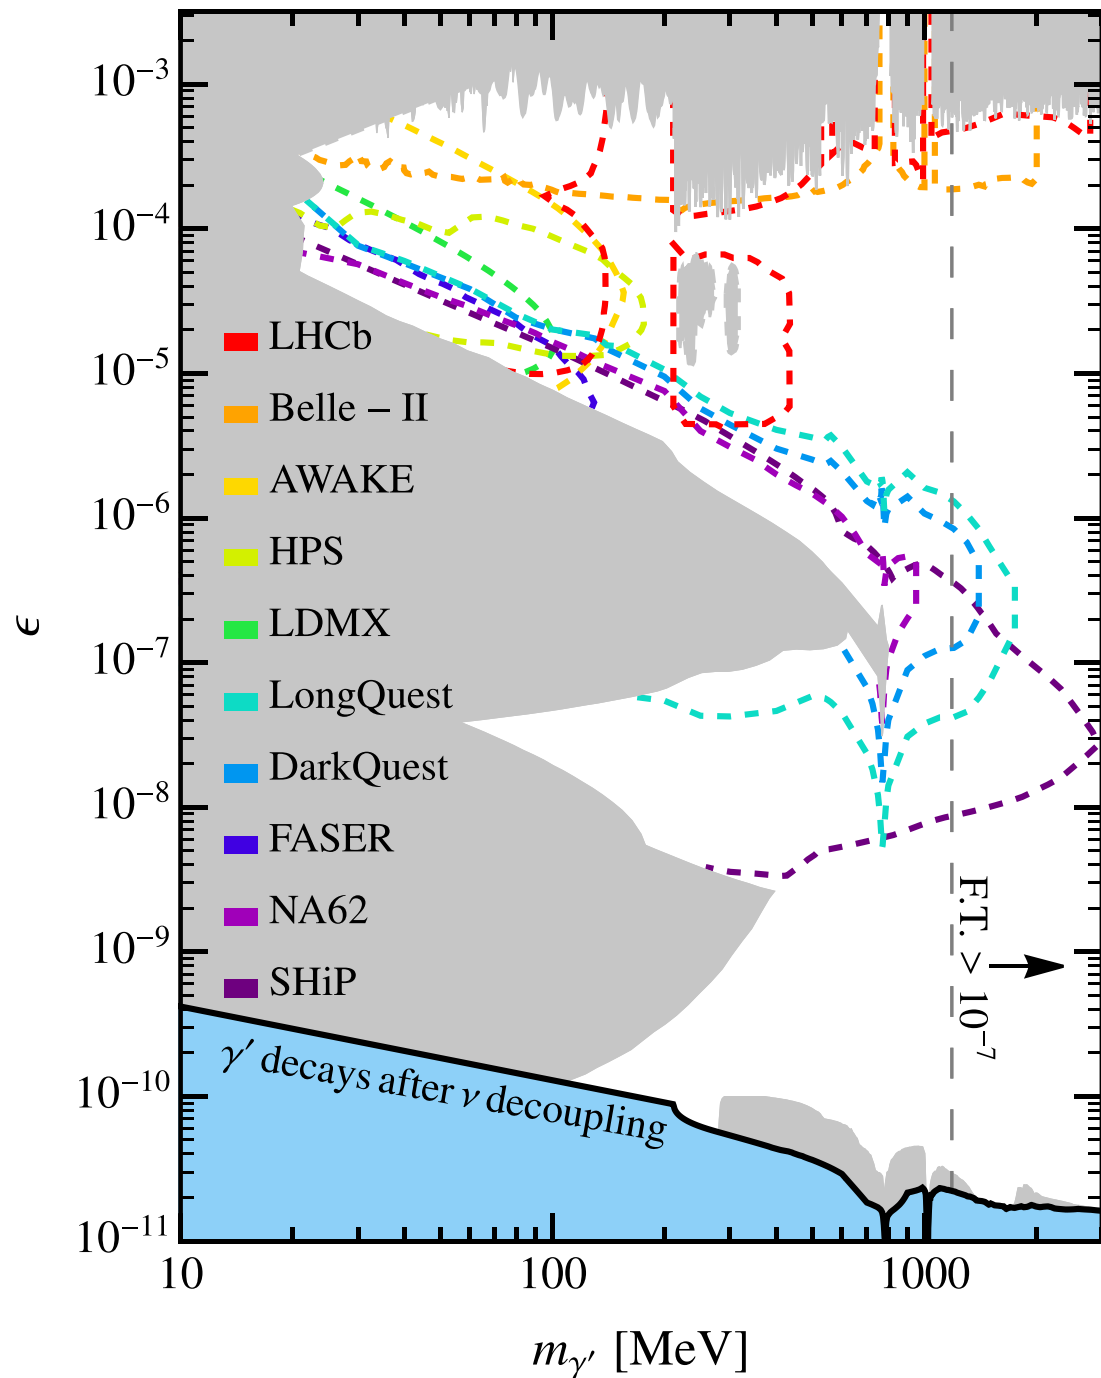 10⁻³
10⁻⁴
10⁻⁵
10⁻⁶
10⁻⁷
10⁻⁸
10⁻⁹
10⁻¹⁰
10⁻¹¹
ϵ
LHCb
Belle – II
AWAKE
HPS
LDMX
LongQuest
DarkQuest
FASER
NA62
SHiP
F.T. > 10⁻⁷
γ′ decays after ν decoupling
10
100
1000
m_γ′ [MeV]